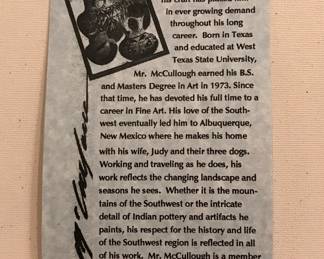 his craft has placed him
in ever growing demand
throughout his long
career. Born in Texas
and educated at West
Texas State University,
Mr. McCullough earned his B.S.
and Masters Degree in Art in 1973. Since
that time, he has devoted his full time to a
career in Fine Art. His love of the South-
west eventually led him to Albuquerque,
New Mexico where he makes his home
with his wife, Judy and their three dogs.
Working and traveling as he does, his
work reflects the changing landscape and
seasons he sees. Whether it is the moun-
tains of the Southwest or the intricate
detail of Indian pottery and artifacts he
paints, his respect for the history and life
of the Southwest region is reflected in all
of his work. Mr. McCullough is a member